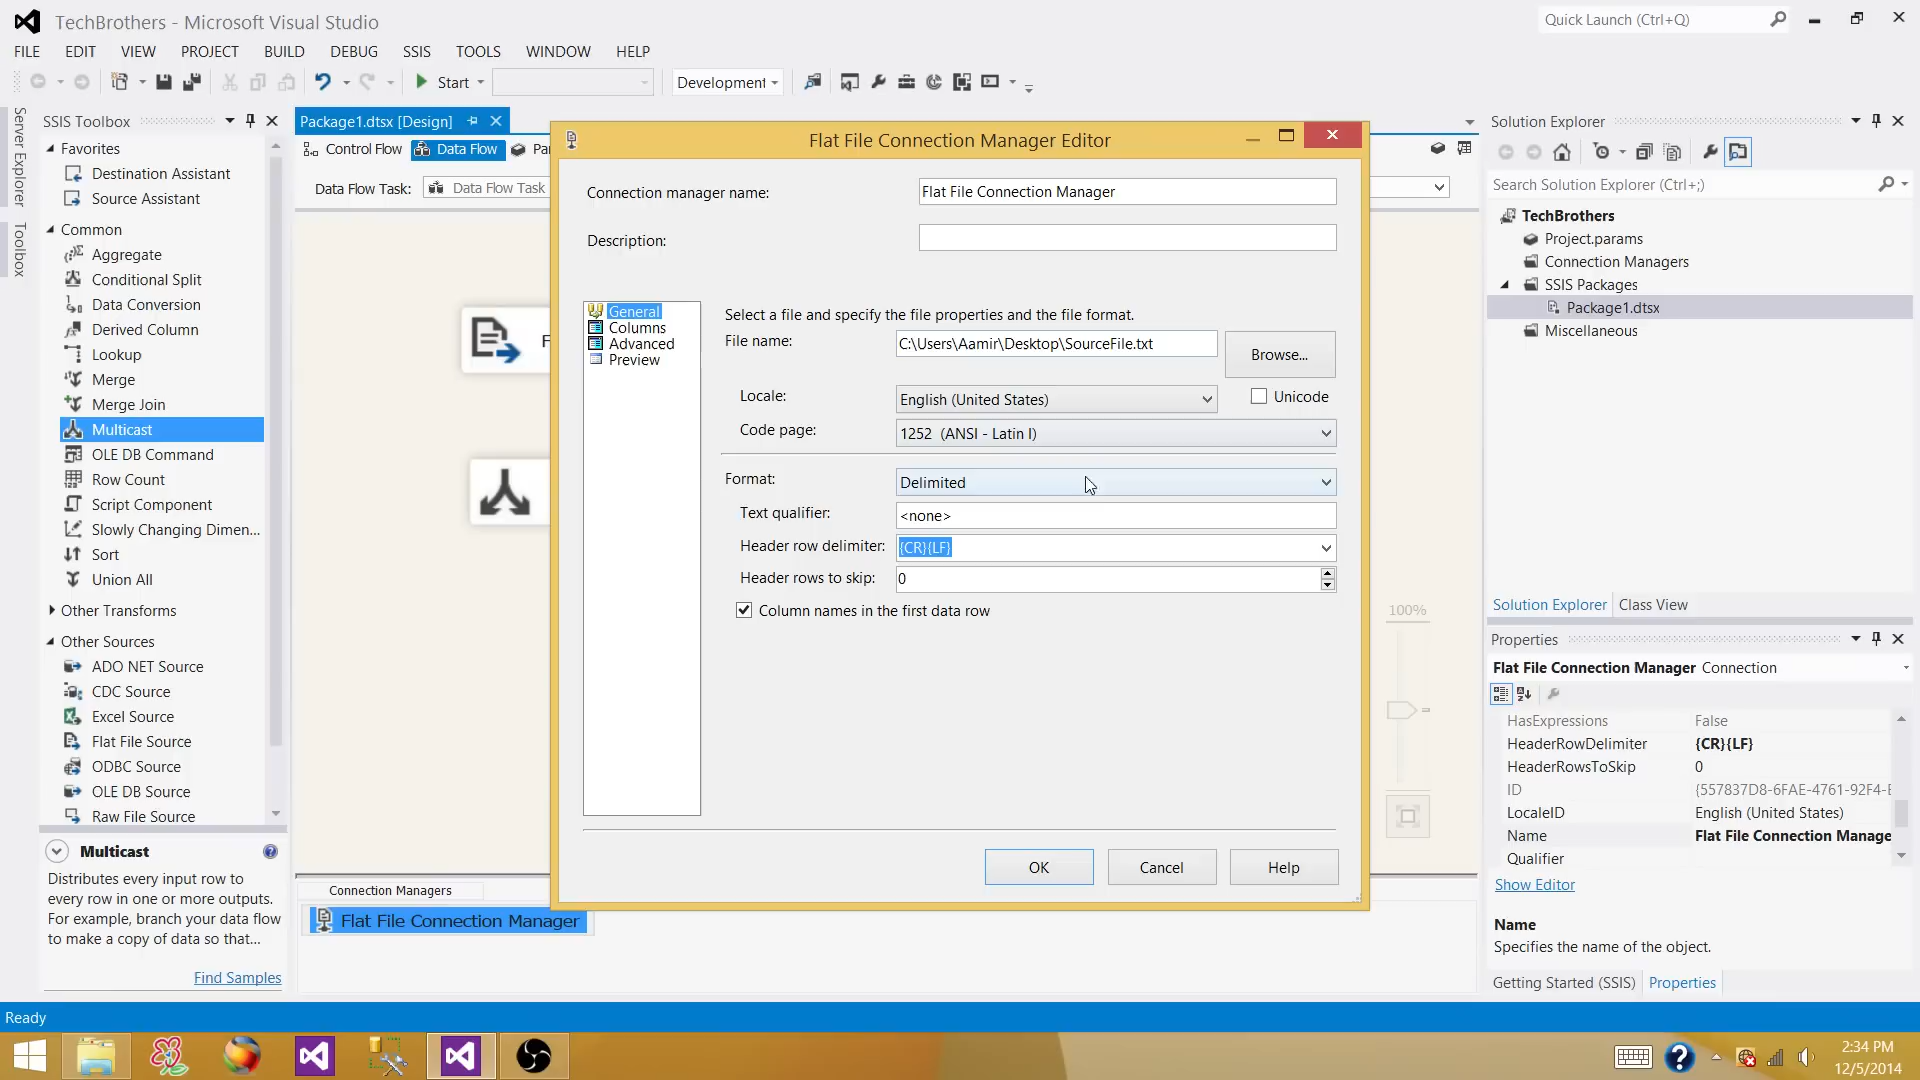 TechBrothers - Microsoft Visual Studio
Quick Launch (Ctrl+Q)
FILE EDIT VIEW PROJECT BUILD DEBUG SSIS TOOLS WINDOW HELP
Start
Development
Server Explorer
Toolbox
SSIS Toolbox
Favorites
Destination Assistant
Source Assistant
Common
Aggregate
Conditional Split
Data Conversion
Derived Column
Lookup
Merge
Merge Join
Multicast
OLE DB Command
Row Count
Script Component
Slowly Changing Dimen...
Sort
Union All
Other Transforms
Other Sources
ADO NET Source
CDC Source
Excel Source
Flat File Source
ODBC Source
OLE DB Source
Raw File Source
Multicast
Distributes every input row to
every row in one or more outputs.
For example, branch your data flow
to make a copy of data so that...
Find Samples
Package1.dtsx [Design]
Control Flow
Data Flow
Data Flow Task:
Data Flow Task
100%
Connection Managers
Flat File Connection Manager
Flat File Connection Manager Editor
Connection manager name:
Flat File Connection Manager
Description:
General
Columns
Advanced
Preview
Select a file and specify the file properties and the file format.
File name:
C:\Users\Aamir\Desktop\SourceFile.txt
Browse...
Locale:
English (United States)
Unicode
Code page:
1252 (ANSI - Latin I)
Format:
Delimited
Text qualifier:
<none>
Header row delimiter:
{CR}{LF}
Header rows to skip:
0
Column names in the first data row
OK
Cancel
Help
Solution Explorer
Search Solution Explorer (Ctrl+;)
TechBrothers
Project.params
Connection Managers
SSIS Packages
Package1.dtsx
Miscellaneous
Solution Explorer
Class View
Properties
Flat File Connection Manager Connection
HasExpressions False
HeaderRowDelimiter {CR}{LF}
HeaderRowsToSkip 0
ID {557837D8-6FAE-4761-92F4-E
LocaleID English (United States)
Name Flat File Connection Manage
Qualifier
Show Editor
Name
Specifies the name of the object.
Getting Started (SSIS)
Properties
Ready
2:34 PM
12/5/2014